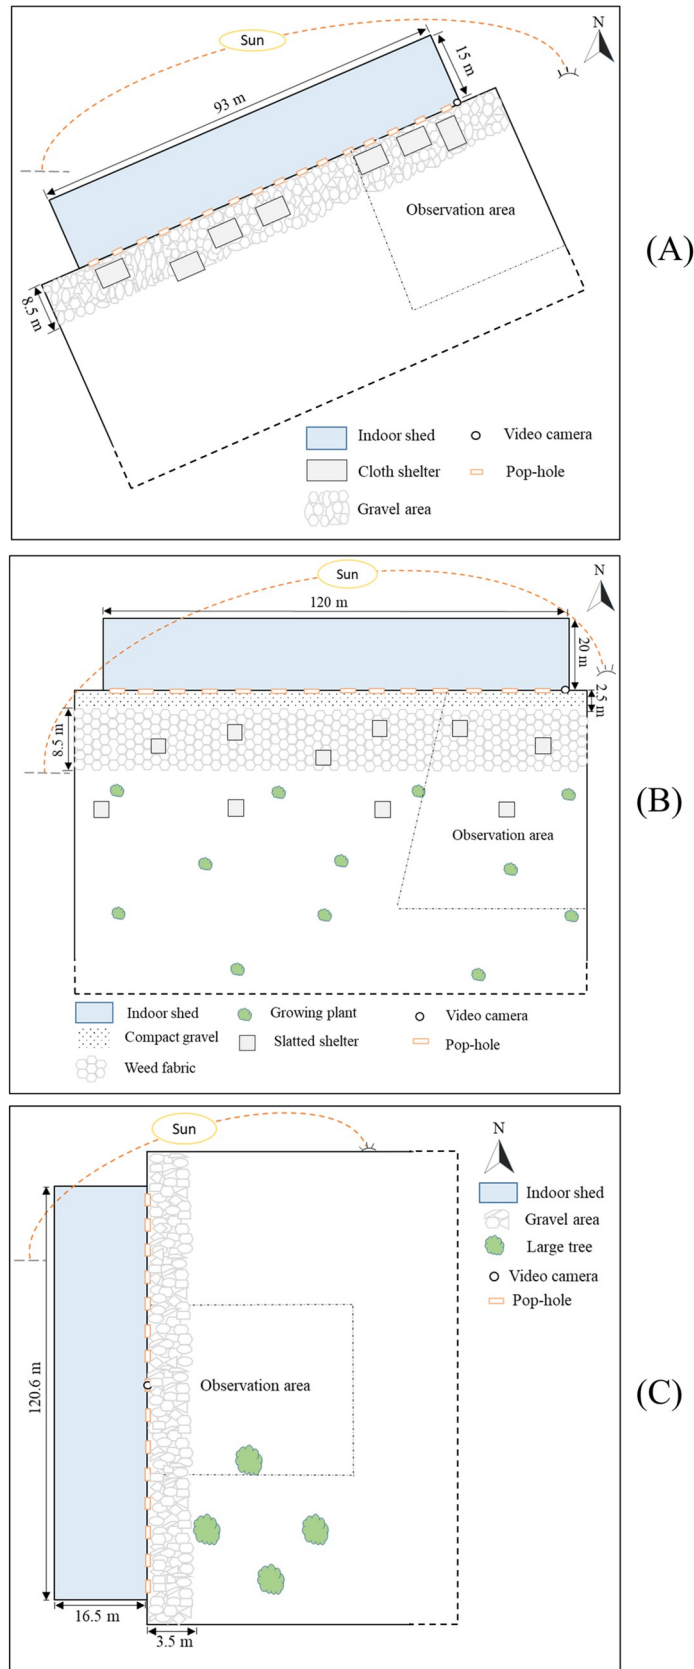 Sun
N
93 m
15 m
Observation area
8.5 m
Indoor shed
Video camera
Cloth shelter
Pop-hole
Gravel area
(A)
Sun
N
120 m
20 m
2.5 m
8.5 m
Observation area
Indoor shed
Growing plant
Video camera
Compact gravel
Slatted shelter
Pop-hole
Weed fabric
(B)
Sun
N
Indoor shed
Gravel area
Large tree
Video camera
Pop-hole
Observation area
120.6 m
16.5 m
3.5 m
(C)